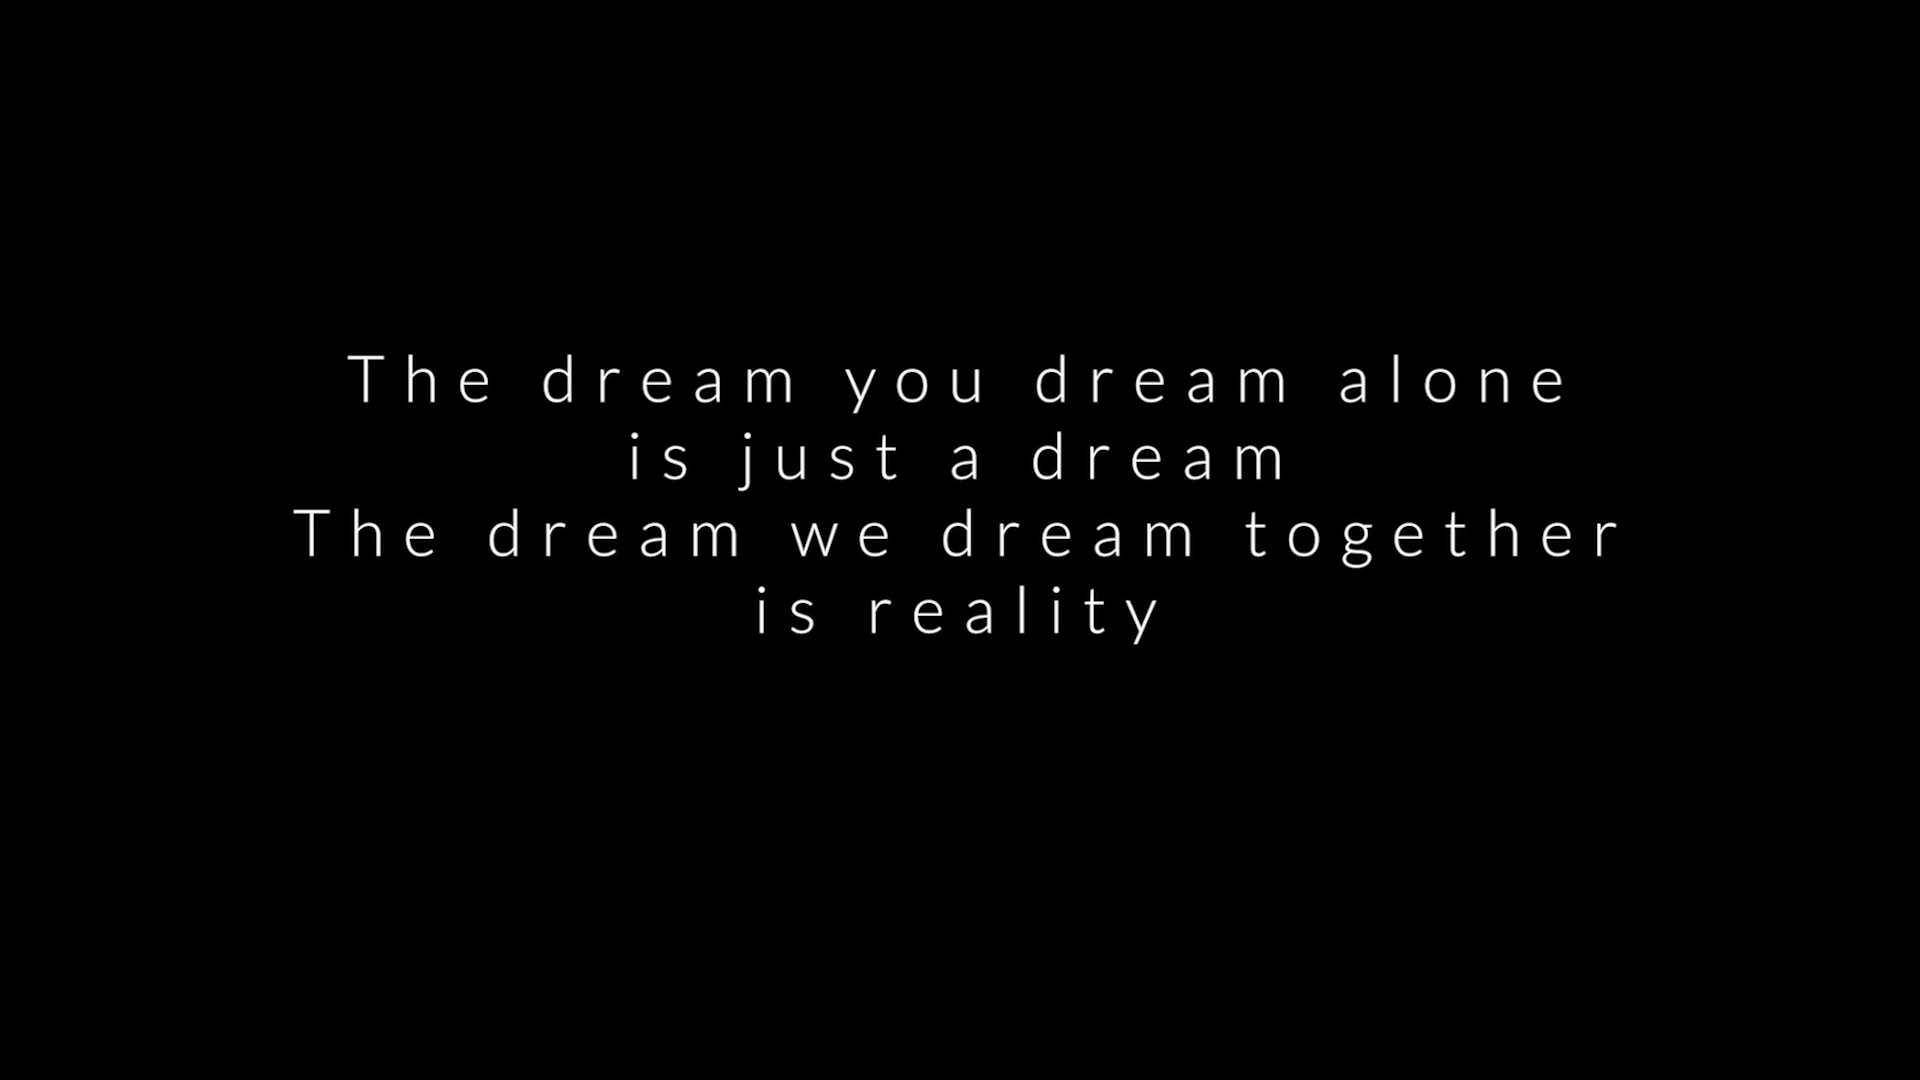 The dream you dream alone
is just a dream
The dream we dream together
is reality